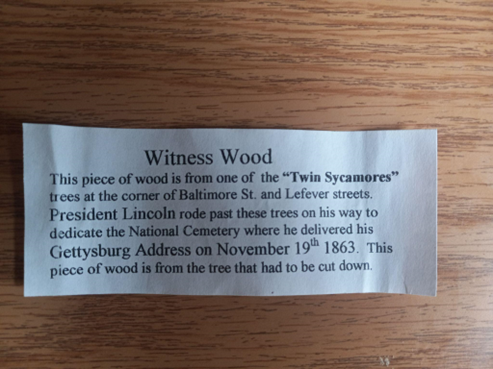 Witness Wood
This piece of wood is from one of the “Twin Sycamores”
trees at the corner of Baltimore St. and Lefever streets.
President Lincoln rode past these trees on his way to
dedicate the National Cemetery where he delivered his
Gettysburg Address on November 19th 1863. This
piece of wood is from the tree that had to be cut down.